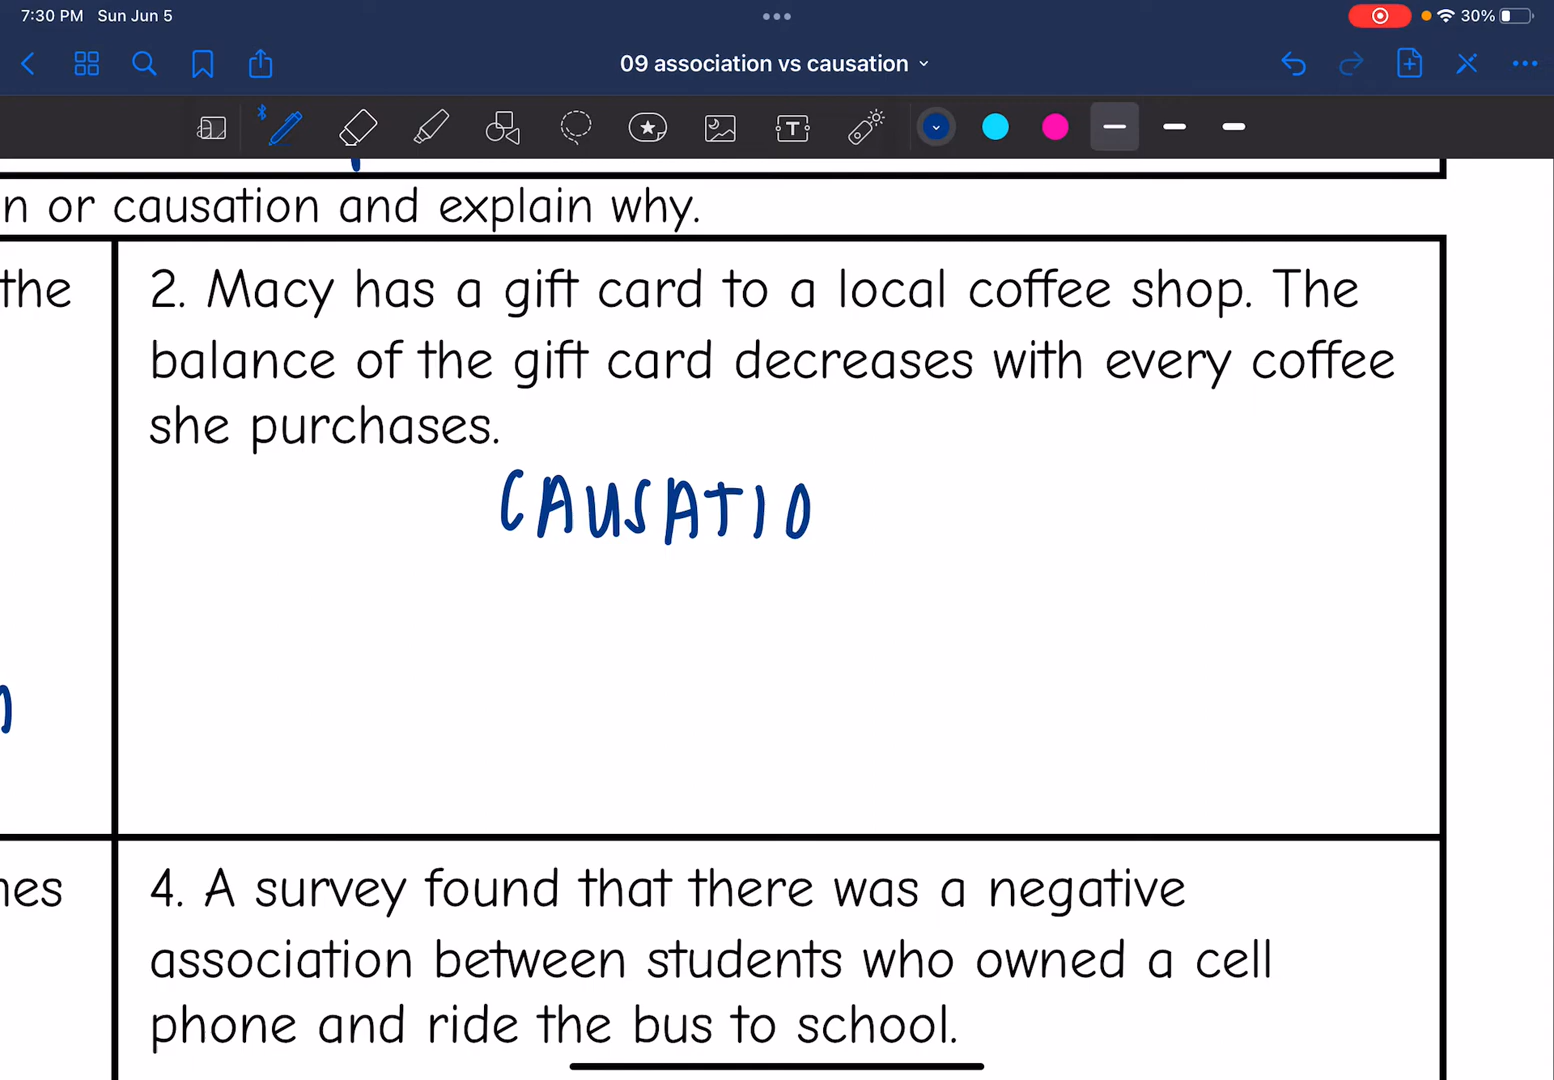 7:30 PM Sun Jun 5
30%
09 association vs causation
T
n or causation and explain why.
the
2. Macy has a gift card to a local coffee shop. The
balance of the gift card decreases with every coffee
she purchases.
CAUSATIO
n
nes
4. A survey found that there was a negative
association between students who owned a cell
phone and ride the bus to school.